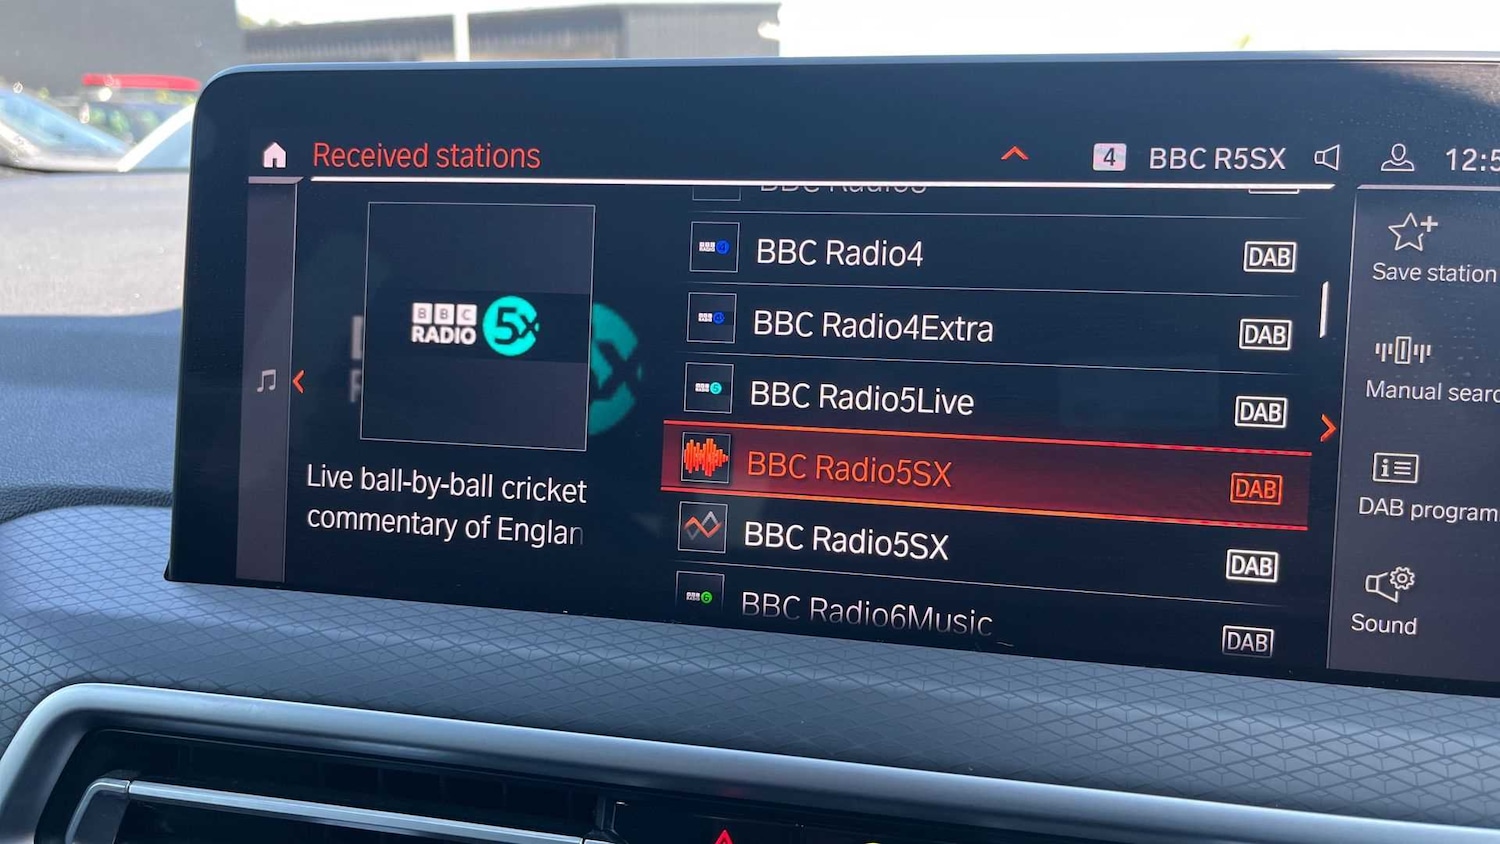 Received stations
4 BBC R5SX 12:5
BBC Radio4 DAB
BBC Radio4Extra DAB
BBC Radio5Live DAB
BBC Radio5SX DAB
BBC Radio5SX DAB
BBC Radio6Music DAB
BBC
RADIO 5x
Live ball-by-ball cricket
commentary of Englan
Save station
Manual searc
DAB program
Sound